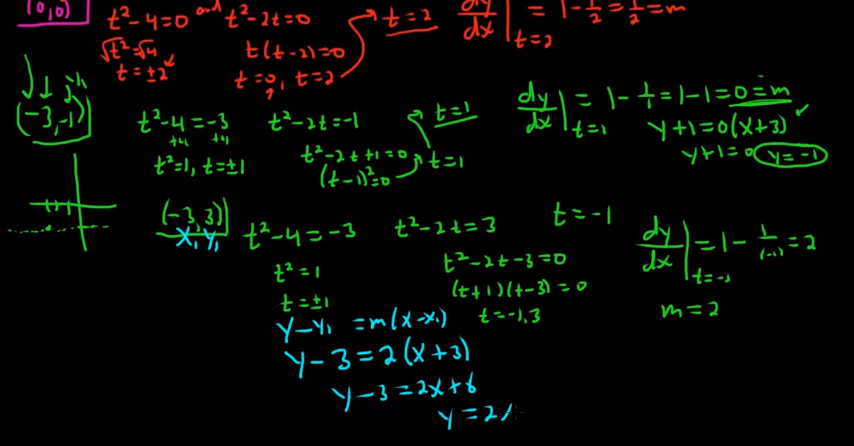 (0,0)
t²-4=0 and t²-2t=0 → t=2 dy/dx|t=2 = 1-1/2=1/2=m
√t²=√4 t(t-2)=0
t=±2 t=0, t=2
(-3,-1) t²-4=-3 t²-2t=-1 t=1 dy/dx|t=1 = 1-1/1=1-1=0=m
+4 +4
t²=1, t=±1 t²-2t+1=0 t=1 y+1=0(x+3)
(t-1)²=0 y+1=0 y=-1
(-3,3) t²-4=-3 t²-2t=3 t=-1 dy/dx|t=-1 = 1-1/(-1)=2
x₁ y₁
t²=1 t²-2t-3=0
t=±1 (t+1)(t-3)=0 m=2
t=-1,3
y-y₁=m(x-x₁)
y-3=2(x+3)
y-3=2x+6
y=2